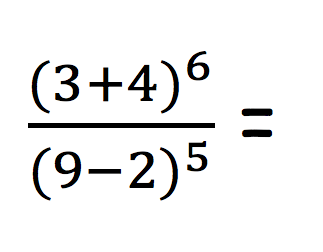 (3+4)⁶
(9−2)⁵ =